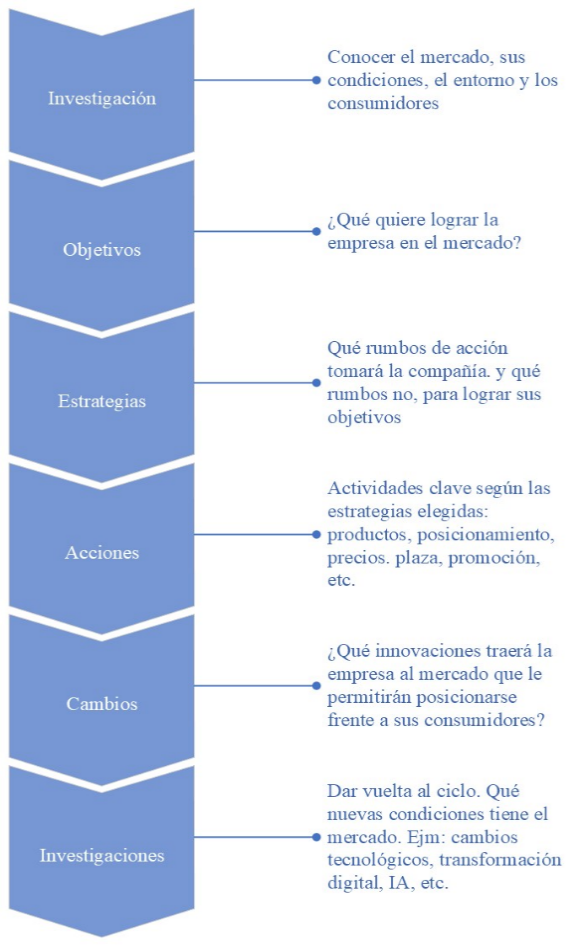 Investigación
Conocer el mercado, sus
condiciones, el entorno y los
consumidores
Objetivos
¿Qué quiere lograr la
empresa en el mercado?
Estrategias
Qué rumbos de acción
tomará la compañía. y qué
rumbos no, para lograr sus
objetivos
Acciones
Actividades clave según las
estrategias elegidas:
productos, posicionamiento,
precios. plaza, promoción,
etc.
Cambios
¿Qué innovaciones traerá la
empresa al mercado que le
permitirán posicionarse
frente a sus consumidores?
Investigaciones
Dar vuelta al ciclo. Qué
nuevas condiciones tiene el
mercado. Ejm: cambios
tecnológicos, transformación
digital, IA, etc.